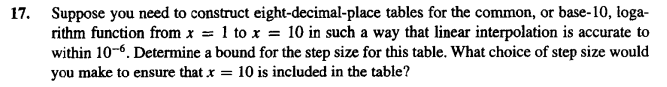 17. Suppose you need to construct eight-decimal-place tables for the common, or base-10, loga-
rithm function from x = 1 to x = 10 in such a way that linear interpolation is accurate to
within 10⁻⁶. Determine a bound for the step size for this table. What choice of step size would
you make to ensure that x = 10 is included in the table?